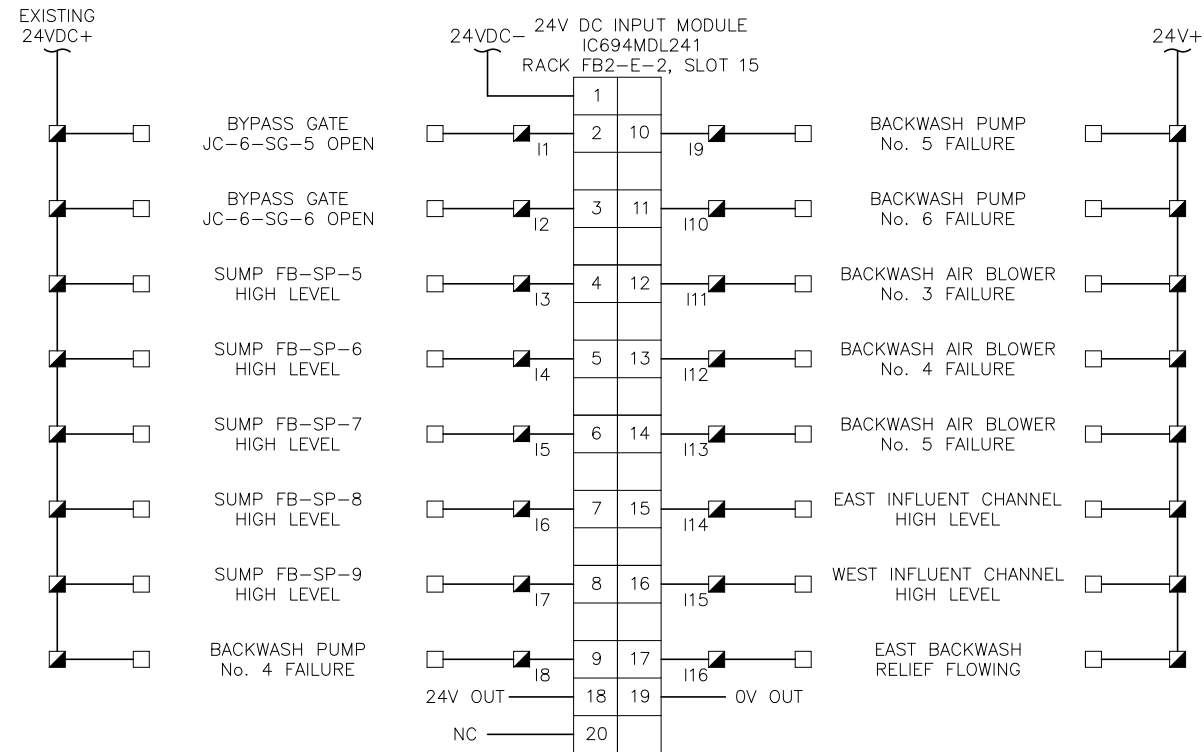 EXISTING
24VDC+
24VDC-
24V DC INPUT MODULE
IC694MDL241
RACK FB2-E-2, SLOT 15
24V+
1
BYPASS GATE
JC-6-SG-5 OPEN
I1
2
10
I9
BACKWASH PUMP
No. 5 FAILURE
BYPASS GATE
JC-6-SG-6 OPEN
I2
3
11
I10
BACKWASH PUMP
No. 6 FAILURE
SUMP FB-SP-5
HIGH LEVEL
I3
4
12
I11
BACKWASH AIR BLOWER
No. 3 FAILURE
SUMP FB-SP-6
HIGH LEVEL
I4
5
13
I12
BACKWASH AIR BLOWER
No. 4 FAILURE
SUMP FB-SP-7
HIGH LEVEL
I5
6
14
I13
BACKWASH AIR BLOWER
No. 5 FAILURE
SUMP FB-SP-8
HIGH LEVEL
I6
7
15
I14
EAST INFLUENT CHANNEL
HIGH LEVEL
SUMP FB-SP-9
HIGH LEVEL
I7
8
16
I15
WEST INFLUENT CHANNEL
HIGH LEVEL
BACKWASH PUMP
No. 4 FAILURE
I8
9
17
I16
EAST BACKWASH
RELIEF FLOWING
24V OUT
18
19
0V OUT
NC
20